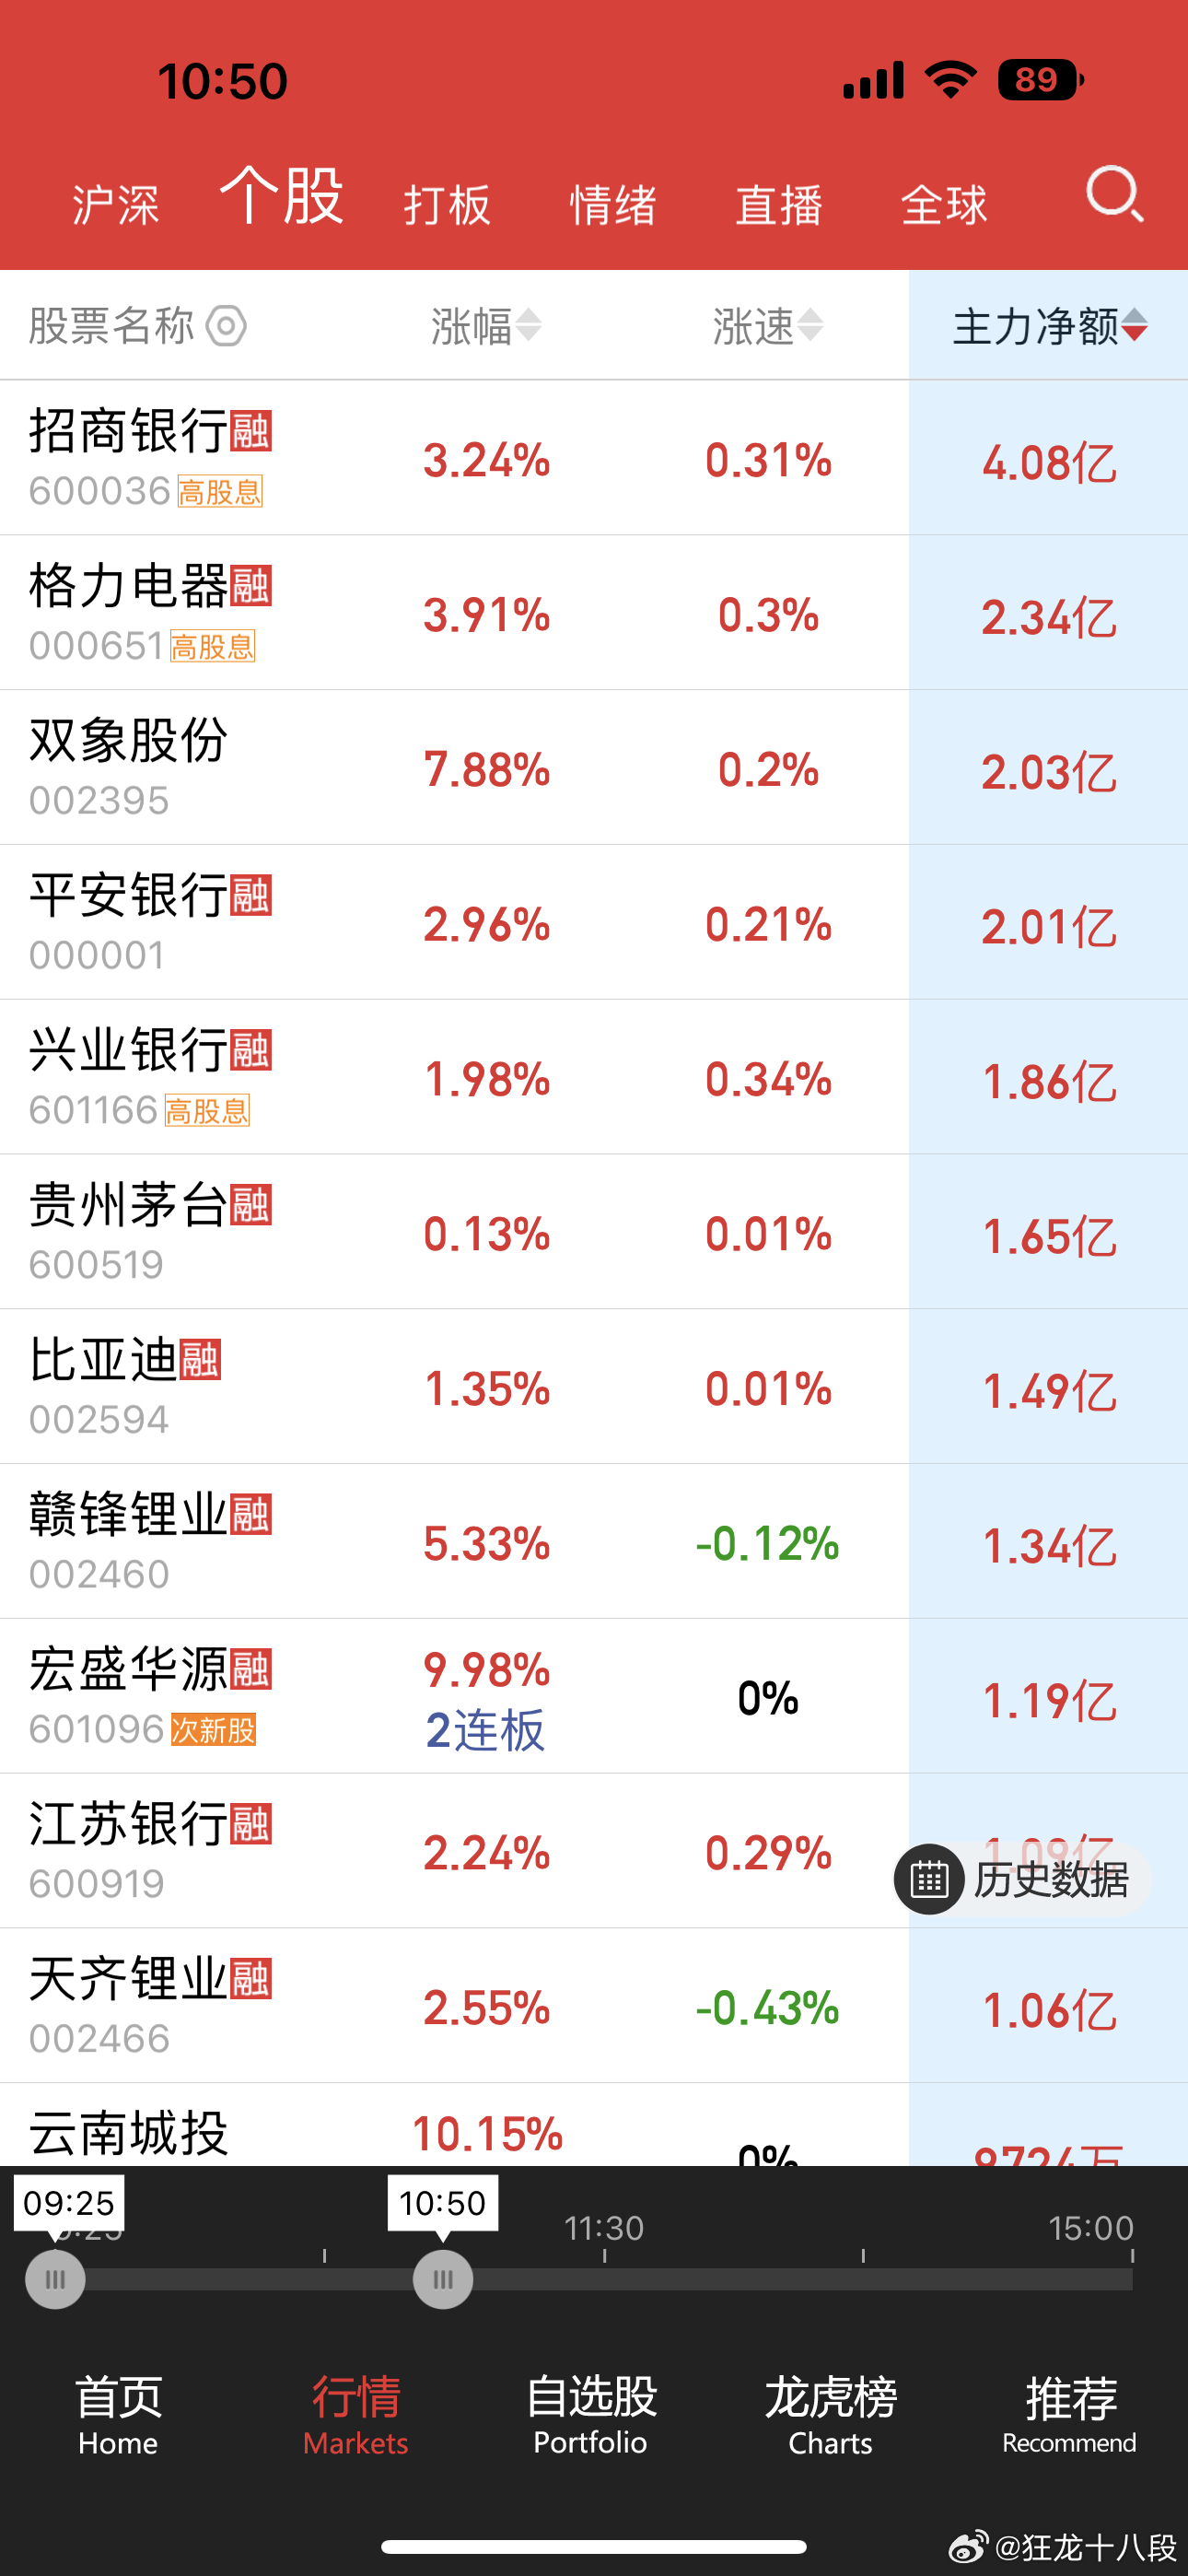 10:50
89
沪深 个股 打板 情绪 直播 全球
股票名称 涨幅 涨速 主力净额
招商银行融
600036 高股息 3.24% 0.31% 4.08亿
格力电器融
000651 高股息 3.91% 0.3% 2.34亿
双象股份
002395 7.88% 0.2% 2.03亿
平安银行融
000001 2.96% 0.21% 2.01亿
兴业银行融
601166 高股息 1.98% 0.34% 1.86亿
贵州茅台融
600519 0.13% 0.01% 1.65亿
比亚迪融
002594 1.35% 0.01% 1.49亿
赣锋锂业融
002460 5.33% -0.12% 1.34亿
宏盛华源融 9.98%
601096 次新股 2连板 0% 1.19亿
江苏银行融
600919 2.24% 0.29% 1.09亿
历史数据
天齐锂业融
002466 2.55% -0.43% 1.06亿
云南城投 10.15% 0% 9724万
09:25 10:50 11:30 15:00
首页 行情 自选股 龙虎榜 推荐
Home Markets Portfolio Charts Recommend
@狂龙十八段